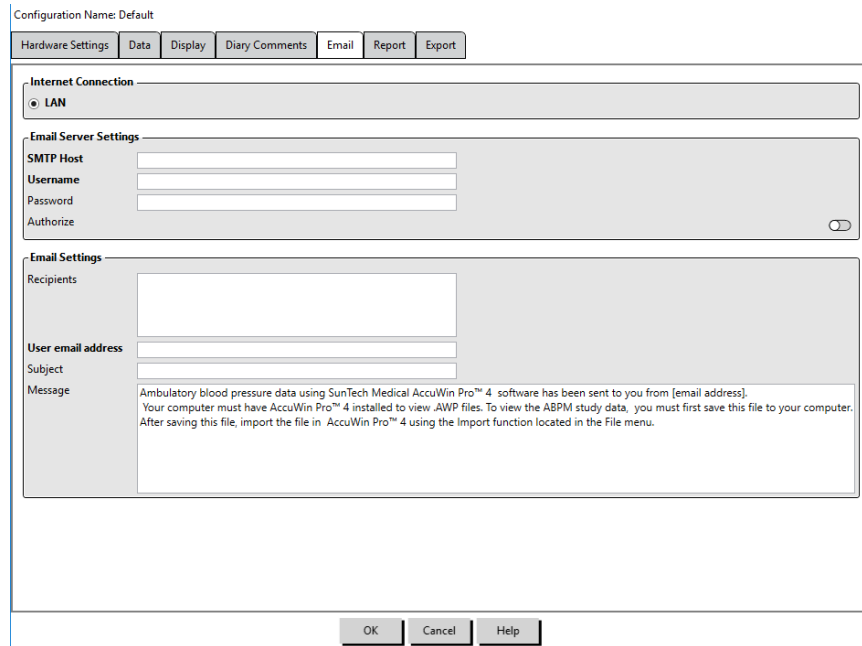 Configuration Name: Default
Hardware Settings Data Display Diary Comments Email Report Export
Internet Connection
LAN
Email Server Settings
SMTP Host
Username
Password
Authorize
Email Settings
Recipients
User email address
Subject
Message
Ambulatory blood pressure data using SunTech Medical AccuWin Pro™ 4 software has been sent to you from [email address].
Your computer must have AccuWin Pro™ 4 installed to view .AWP files. To view the ABPM study data, you must first save this file to your computer.
After saving this file, import the file in AccuWin Pro™ 4 using the Import function located in the File menu.
OK Cancel Help